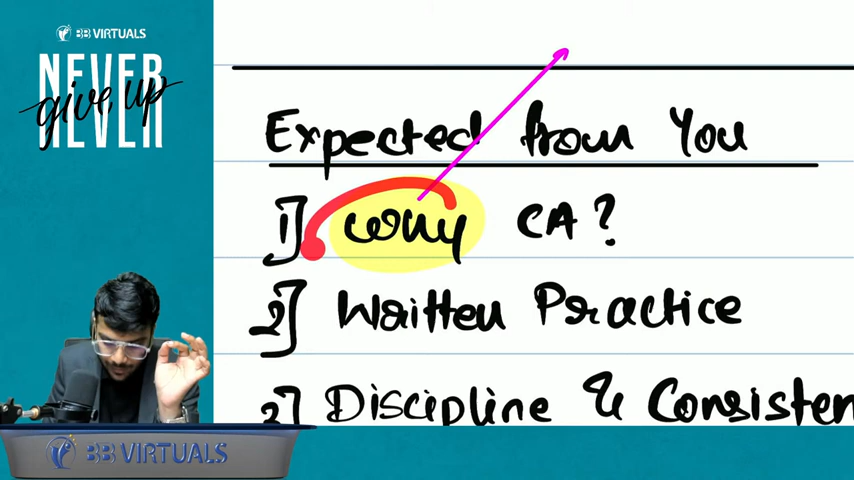 BB VIRTUALS
NEVER
give up
NEVER
Expected from You
1] Why CA?
2] Written Practice
3] Discipline & Consisten
BB VIRTUALS